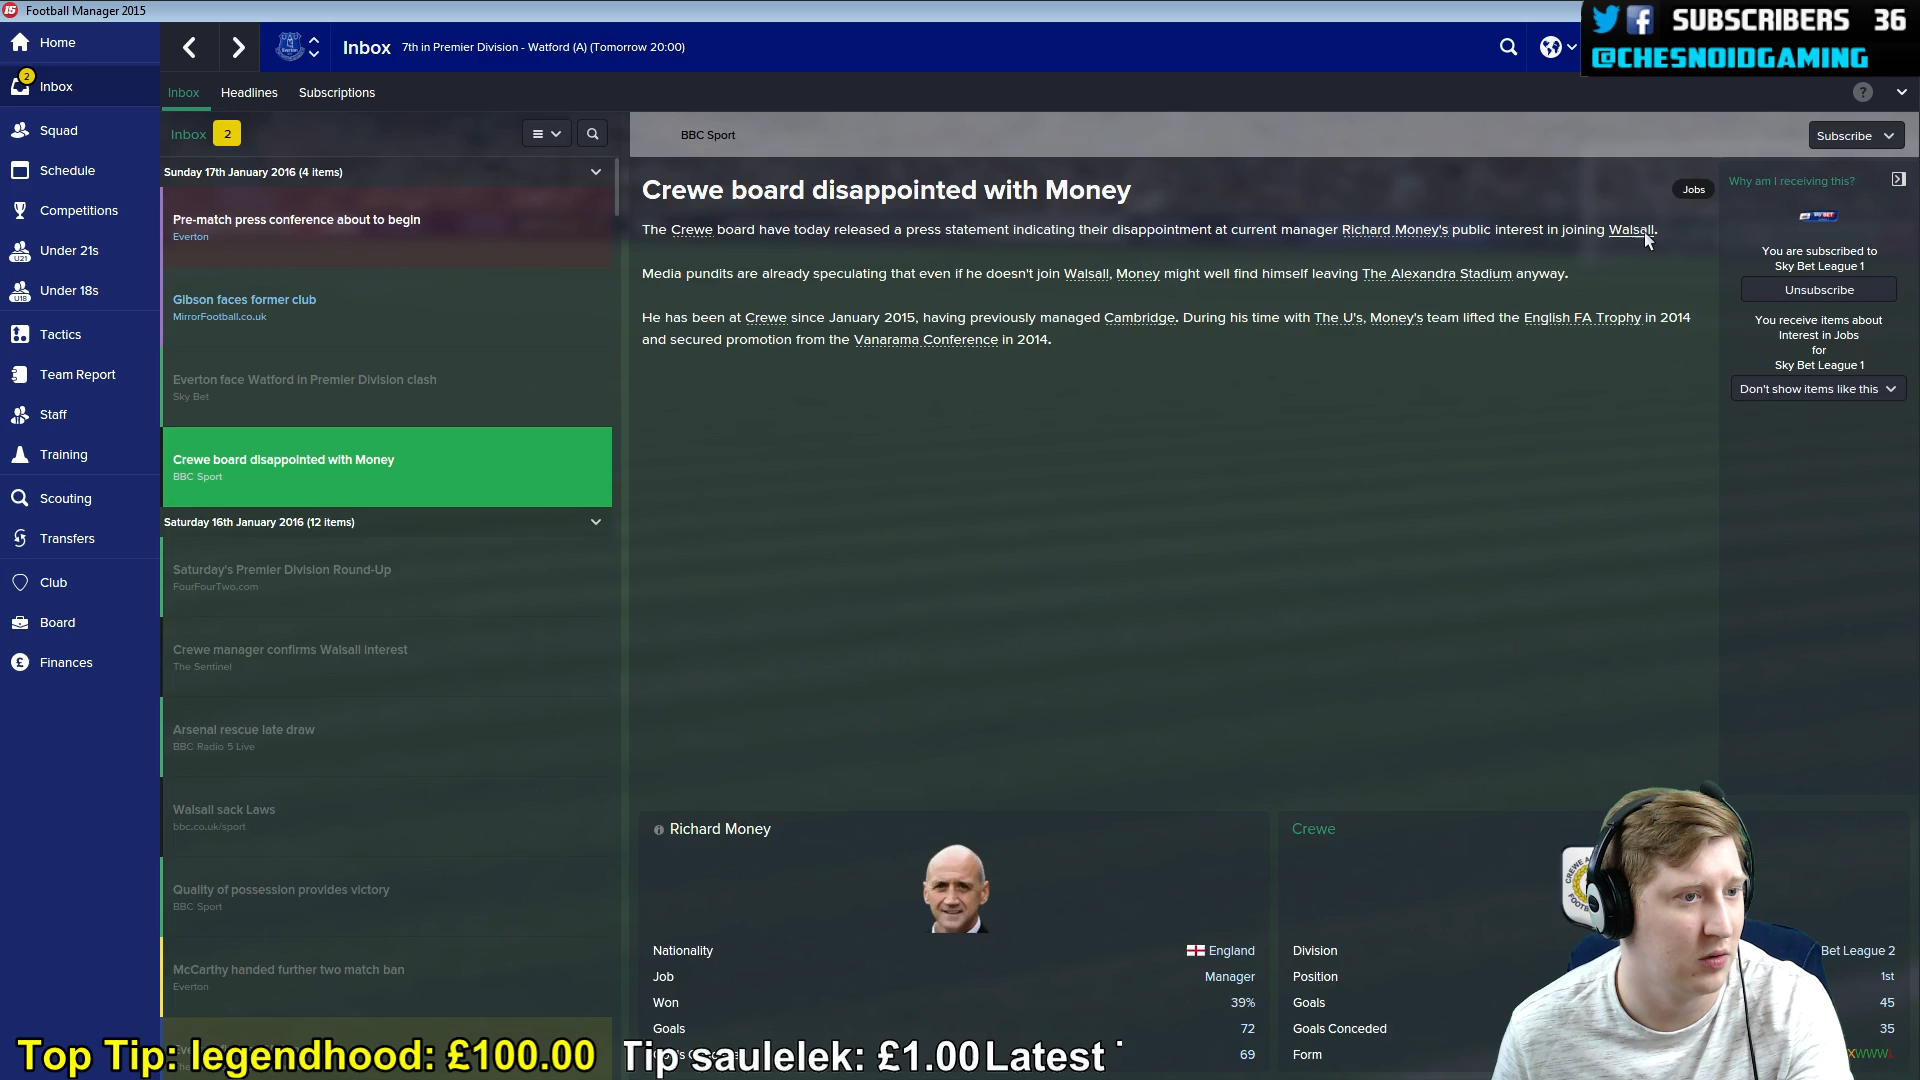 Football Manager 2015
SUBSCRIBERS 36
@CHESNOIDGAMING
Home
2
Inbox
Squad
Schedule
Competitions
Under 21s
Under 18s
Tactics
Team Report
Staff
Training
Scouting
Transfers
Club
Board
Finances
Inbox 7th in Premier Division - Watford (A) (Tomorrow 20:00)
Inbox Headlines Subscriptions
Inbox 2
Sunday 17th January 2016 (4 items)
Pre-match press conference about to begin
Everton
Gibson faces former club
MirrorFootball.co.uk
Everton face Watford in Premier Division clash
Sky Bet
Crewe board disappointed with Money
BBC Sport
Saturday 16th January 2016 (12 items)
Saturday's Premier Division Round-Up
FourFourTwo.com
Crewe manager confirms Walsall interest
The Sentinel
Arsenal rescue late draw
BBC Radio 5 Live
Walsall sack Laws
bbc.co.uk/sport
Quality of possession provides victory
BBC Sport
McCarthy handed further two match ban
Everton
BBC Sport
Subscribe
Crewe board disappointed with Money
Jobs
The Crewe board have today released a press statement indicating their disappointment at current manager Richard Money's public interest in joining Walsall.
Media pundits are already speculating that even if he doesn't join Walsall, Money might well find himself leaving The Alexandra Stadium anyway.
He has been at Crewe since January 2015, having previously managed Cambridge. During his time with The U's, Money's team lifted the English FA Trophy in 2014
and secured promotion from the Vanarama Conference in 2014.
Why am I receiving this?
sky BET
You are subscribed to
Sky Bet League 1
Unsubscribe
You receive items about
Interest in Jobs
for
Sky Bet League 1
Don't show items like this
Richard Money
Nationality England
Job Manager
Won 39%
Goals 72
69
Crewe
Division Bet League 2
Position 1st
Goals 45
Goals Conceded 35
Form XWWWL
Top Tip: legendhood: £100.00 Tip saulelek: £1.00 Latest